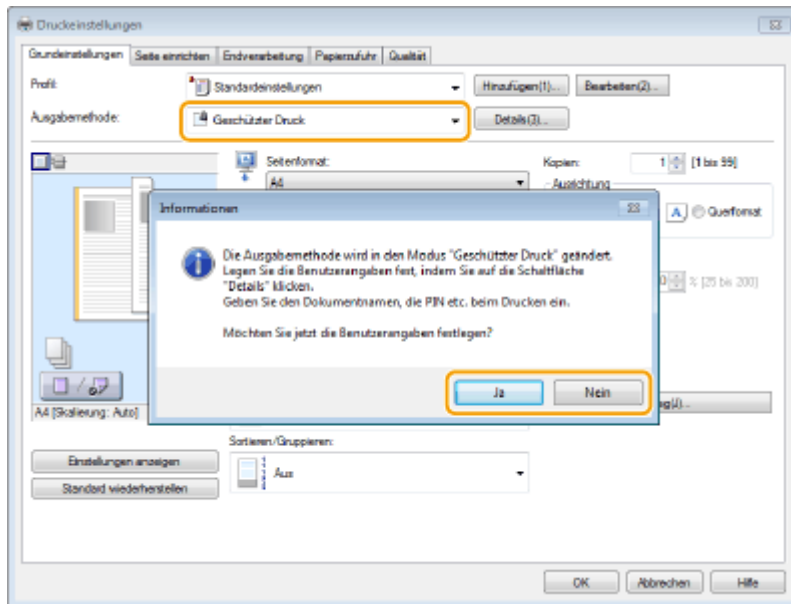 Druckeinstellungen
Grundeinstellungen Seite einrichten Endverarbeitung Papierzufuhr Qualität
Profil: Standardeinstellungen Hinzufügen(1)... Bearbeiten(2)...
Ausgabemethode: Geschützter Druck Details(3)...
Seitenformat: Kopien: 1 [1 bis 99]
A4 Ausrichtung
A Querformat
Informationen
Die Ausgabemethode wird in den Modus "Geschützter Druck" geändert.
Legen Sie die Benutzerangaben fest, indem Sie auf die Schaltfläche
"Details" klicken.
Geben Sie den Dokumentnamen, die PIN etc. beim Drucken ein.
Möchten Sie jetzt die Benutzerangaben festlegen?
Ja Nein
% [25 bis 200]
A4 [Skalierung: Auto]
Sortieren/Gruppieren:
Einstellungen anzeigen
Aus
Standard wiederherstellen
OK Abbrechen Hilfe